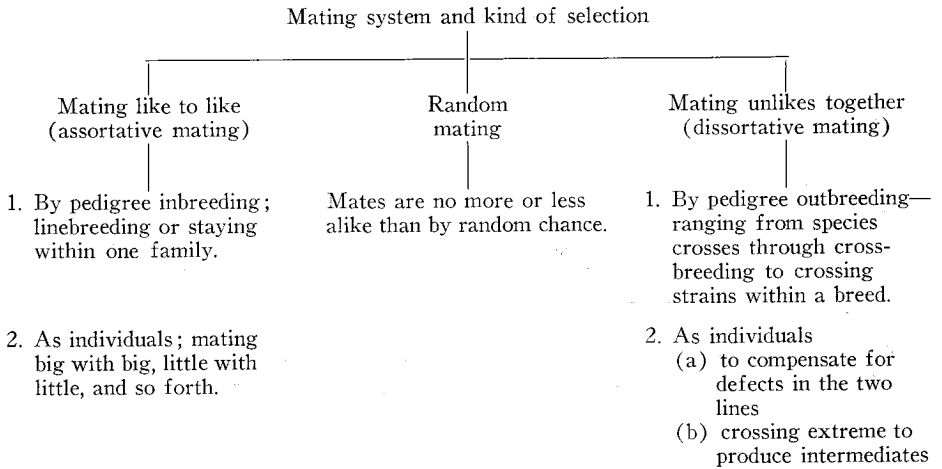 Mating system and kind of selection
Mating like to like
(assortative mating)
Random
mating
Mating unlikes together
(dissortative mating)
1. By pedigree inbreeding;
linebreeding or staying
within one family.
2. As individuals; mating
big with big, little with
little, and so forth.
Mates are no more or less
alike than by random chance.
1. By pedigree outbreeding—
ranging from species
crosses through cross-
breeding to crossing
strains within a breed.
2. As individuals
(a) to compensate for
defects in the two
lines
(b) crossing extreme to
produce intermediates